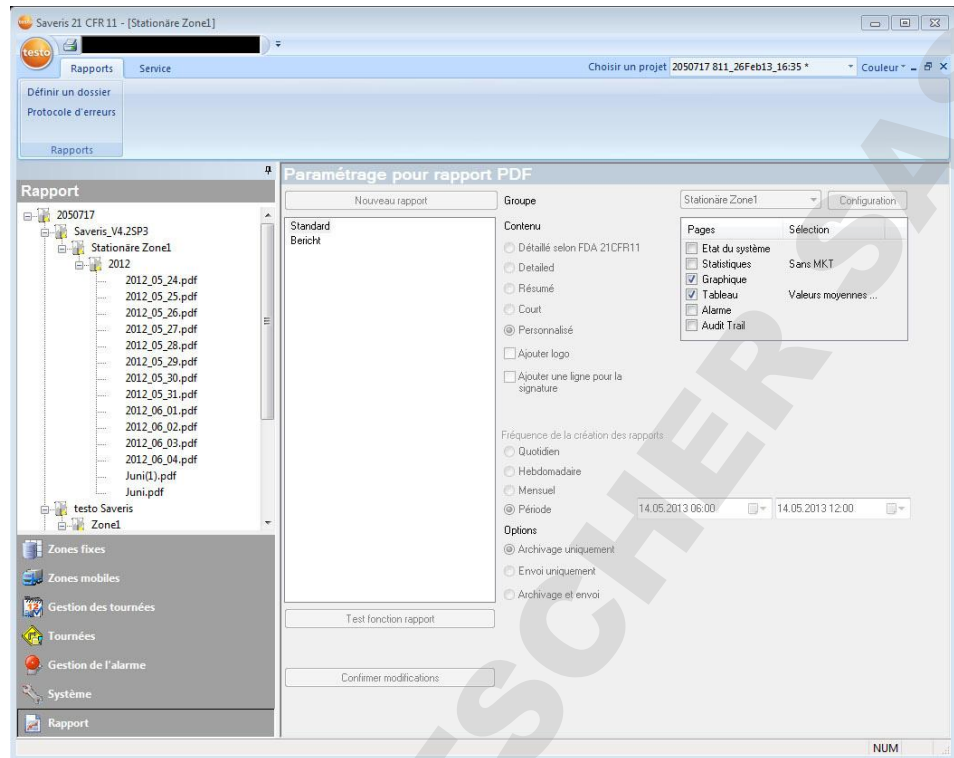 Saveris 21 CFR 11 - [Stationäre Zone1]
testo
Rapports Service
Choisir un projet 2050717 811_26Feb13_16:35 * Couleur
Définir un dossier
Protocole d'erreurs
Rapports
Rapport
2050717
Saveris_V4.2SP3
Stationäre Zone1
2012
2012_05_24.pdf
2012_05_25.pdf
2012_05_26.pdf
2012_05_27.pdf
2012_05_28.pdf
2012_05_29.pdf
2012_05_30.pdf
2012_05_31.pdf
2012_06_01.pdf
2012_06_02.pdf
2012_06_03.pdf
2012_06_04.pdf
Juni(1).pdf
Juni.pdf
testo Saveris
Zone1
Zones fixes
Zones mobiles
Gestion des tournées
Tournées
Gestion de l'alarme
Système
Rapport
Paramétrage pour rapport PDF
Nouveau rapport
Standard
Bericht
Test fonction rapport
Confirmer modifications
Groupe Stationäre Zone1 Configuration
Contenu
Détaillé selon FDA 21CFR11
Detailed
Résumé
Court
Personnalisé
Ajouter logo
Ajouter une ligne pour la
signature
Pages Sélection
Etat du système
Statistiques Sans MKT
Graphique
Tableau Valeurs moyennes ...
Alarme
Audit Trail
Fréquence de la création des rapports
Quotidien
Hebdomadaire
Mensuel
Période 14.05.2013 06:00 14.05.2013 12:00
Options
Archivage uniquement
Envoi uniquement
Archivage et envoi
NUM